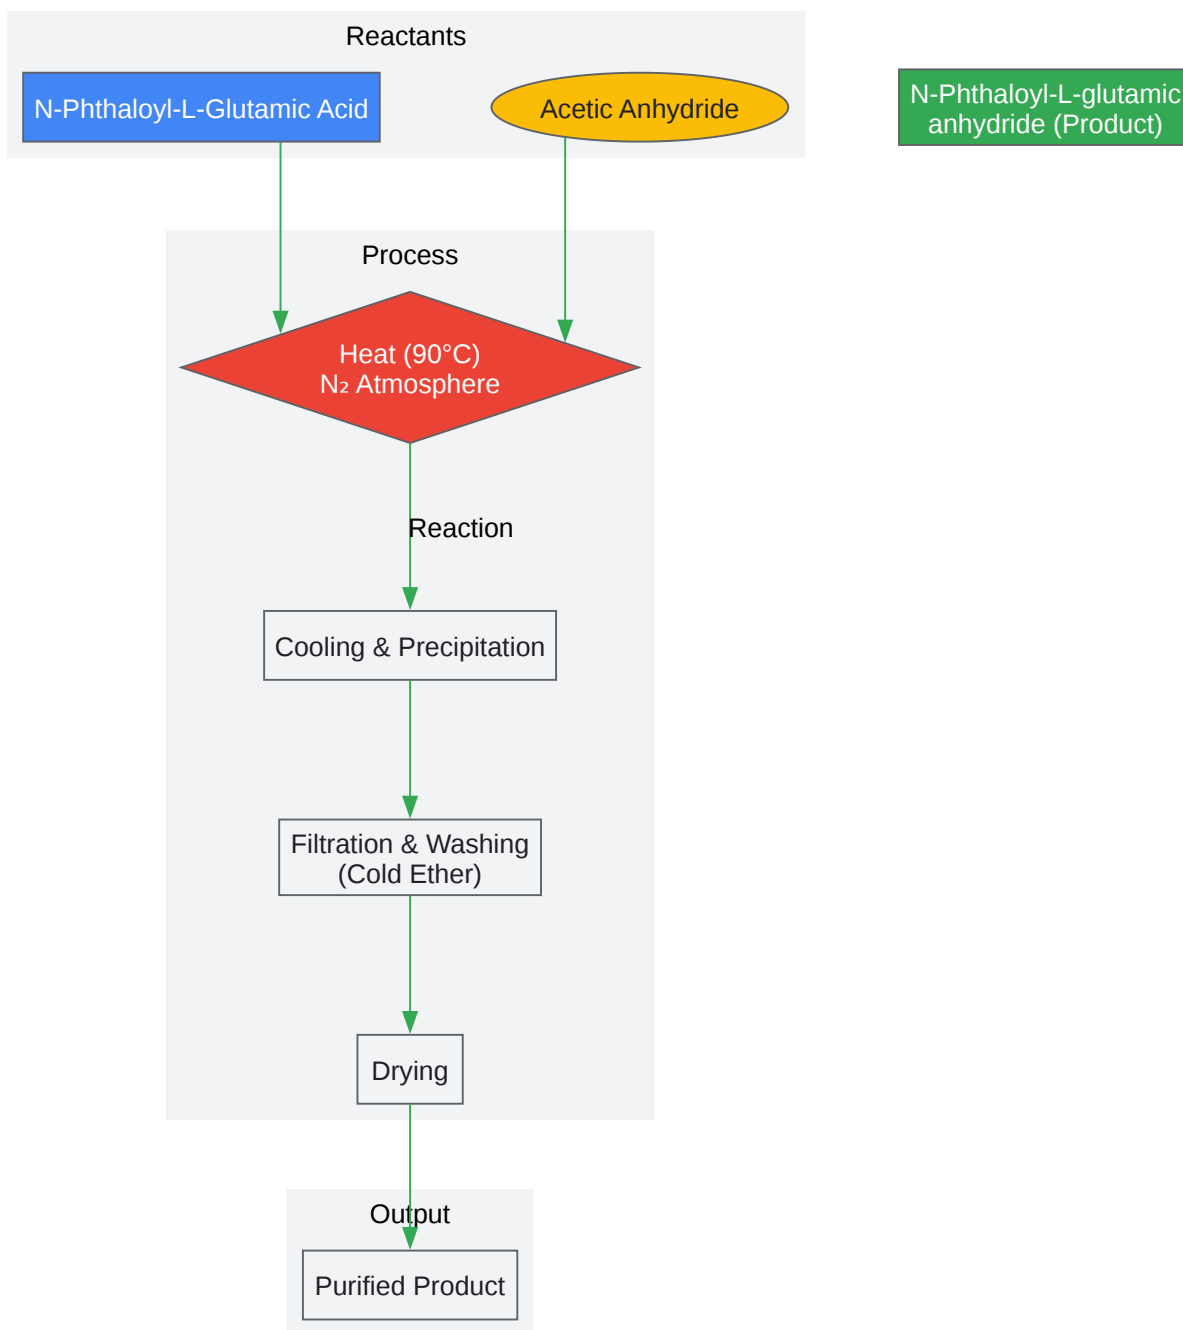 Reactants
N-Phthaloyl-L-Glutamic Acid
Acetic Anhydride
N-Phthaloyl-L-glutamic
anhydride (Product)
Process
Heat (90°C)
N₂ Atmosphere
Reaction
Cooling & Precipitation
Filtration & Washing
(Cold Ether)
Drying
Output
Purified Product